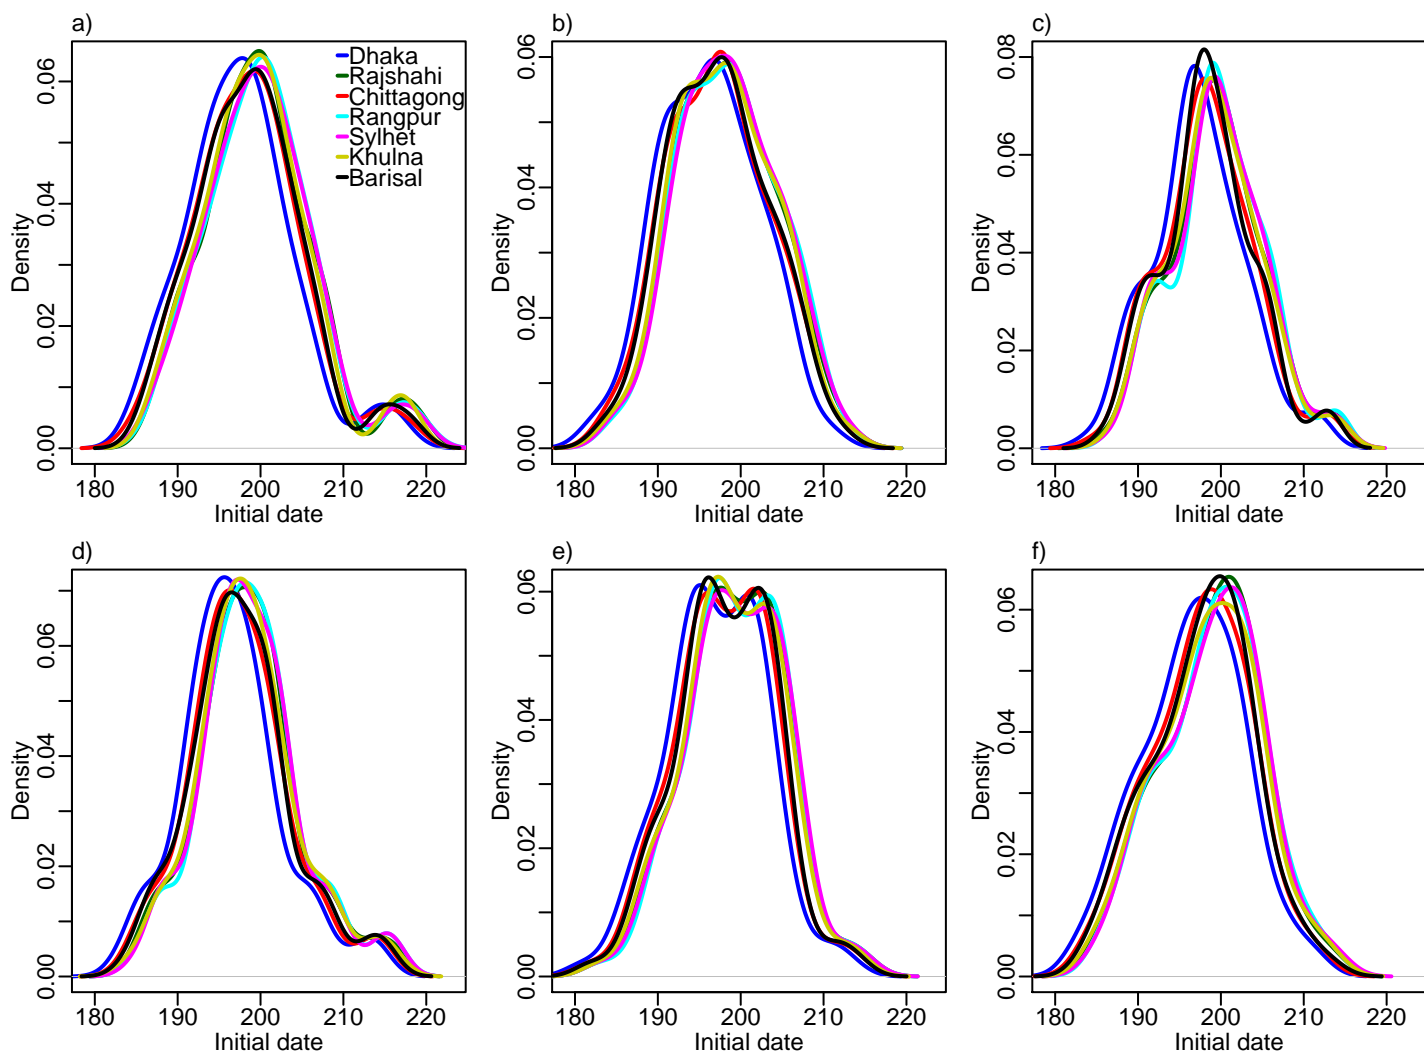 a)
Dhaka
Rajshahi
Chittagong
Rangpur
Sylhet
Khulna
Barisal
Density
0.00 0.02 0.04 0.06
180 190 200 210 220
Initial date
b)
Density
0.00 0.02 0.04 0.06
180 190 200 210 220
Initial date
c)
Density
0.00 0.02 0.04 0.06 0.08
180 190 200 210 220
Initial date
d)
Density
0.00 0.02 0.04 0.06
180 190 200 210 220
Initial date
e)
Density
0.00 0.02 0.04 0.06
180 190 200 210 220
Initial date
f)
Density
0.00 0.02 0.04 0.06
180 190 200 210 220
Initial date